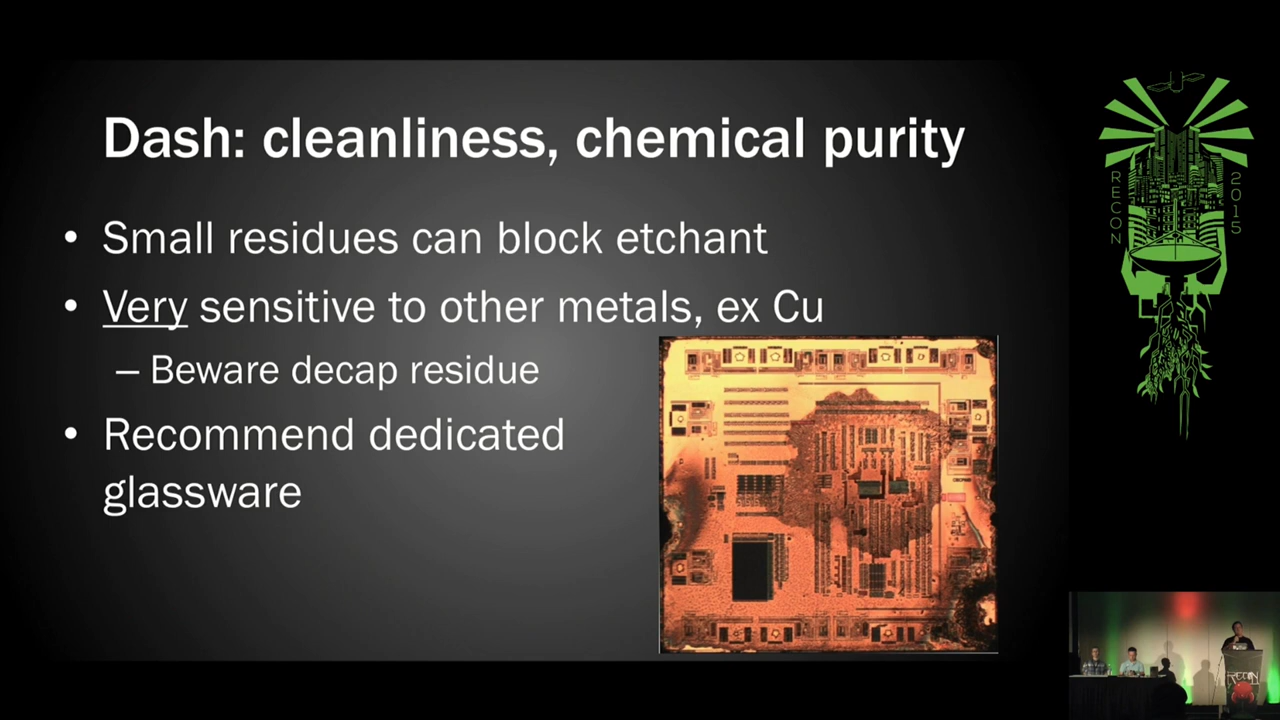 Dash: cleanliness, chemical purity
• Small residues can block etchant
• Very sensitive to other metals, ex Cu
– Beware decap residue
• Recommend dedicated
glassware
RECON
2015
RECON